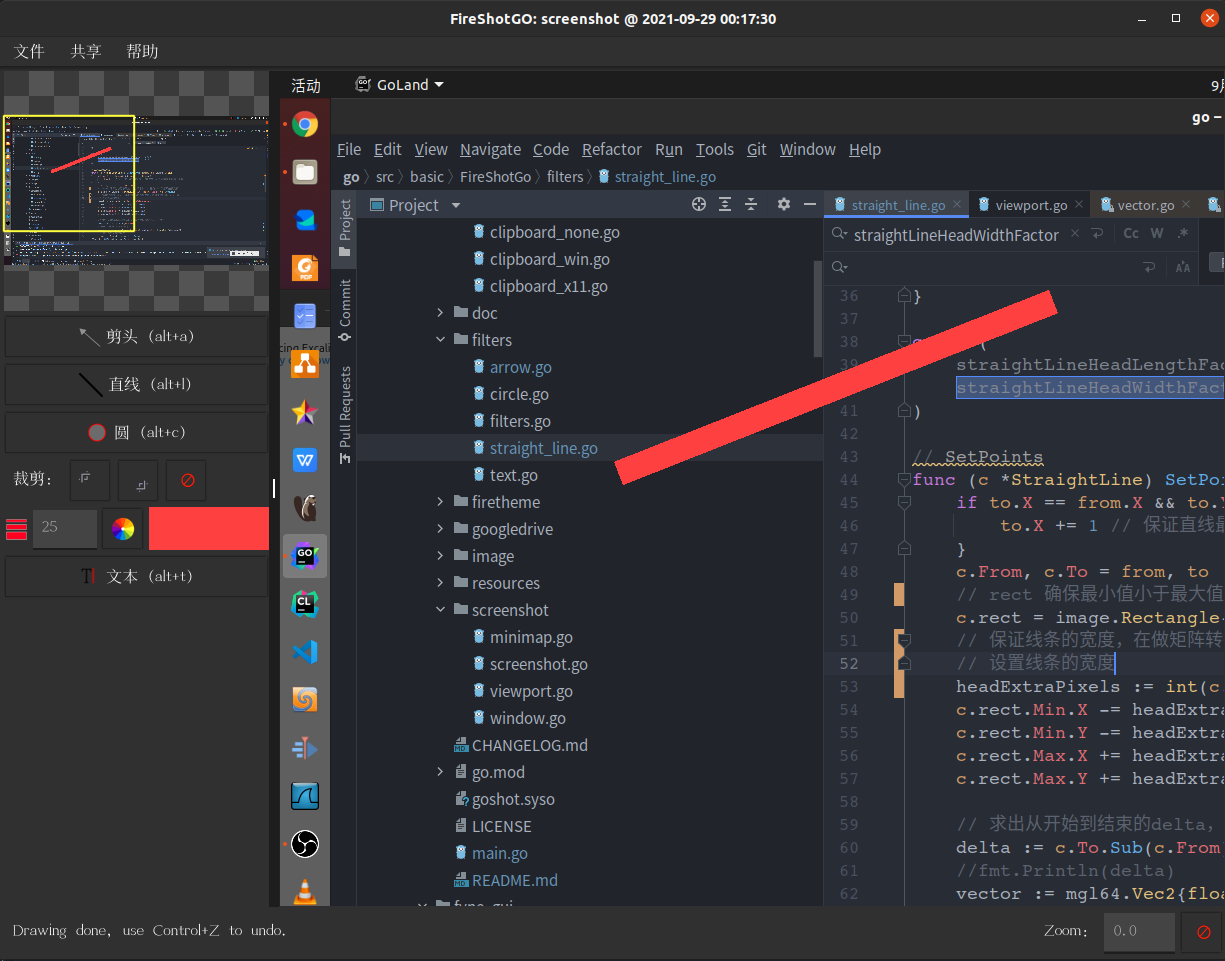 FireShotGO: screenshot @ 2021-09-29 00:17:30
文件 共享 帮助
活动 GoLand 9月
go –
File Edit View Navigate Code Refactor Run Tools Git Window Help
go src basic FireShotGo filters straight_line.go
Project
straight_line.go viewport.go vector.go
straightLineHeadWidthFactor Cc W .*
Project
Commit
Pull Requests
clipboard_none.go
clipboard_win.go
clipboard_x11.go
doc
filters
arrow.go
circle.go
filters.go
straight_line.go
text.go
firetheme
googledrive
image
resources
screenshot
minimap.go
screenshot.go
viewport.go
window.go
CHANGELOG.md
go.mod
goshot.syso
LICENSE
main.go
README.md
36 }
37
38 (
39 straightLineHeadLengthFac
straightLineHeadWidthFact
41 )
42
43 // SetPoints
44 func (c *StraightLine) SetPoi
45 if to.X == from.X && to.Y
46 to.X += 1 // 保证直线最
47 }
48 c.From, c.To = from, to
49 // rect 确保最小值小于最大值
50 c.rect = image.Rectangle
51 // 保证线条的宽度，在做矩阵转
52 // 设置线条的宽度
53 headExtraPixels := int(c.
54 c.rect.Min.X -= headExtra
55 c.rect.Min.Y -= headExtra
56 c.rect.Max.X += headExtra
57 c.rect.Max.Y += headExtra
58
59 // 求出从开始到结束的delta，
60 delta := c.To.Sub(c.From
61 //fmt.Println(delta)
62 vector := mgl64.Vec2{floa
剪头 (alt+a)
直线 (alt+l)
圆 (alt+c)
裁剪：
25
文本 (alt+t)
Drawing done, use Control+Z to undo.
Zoom: 0.0